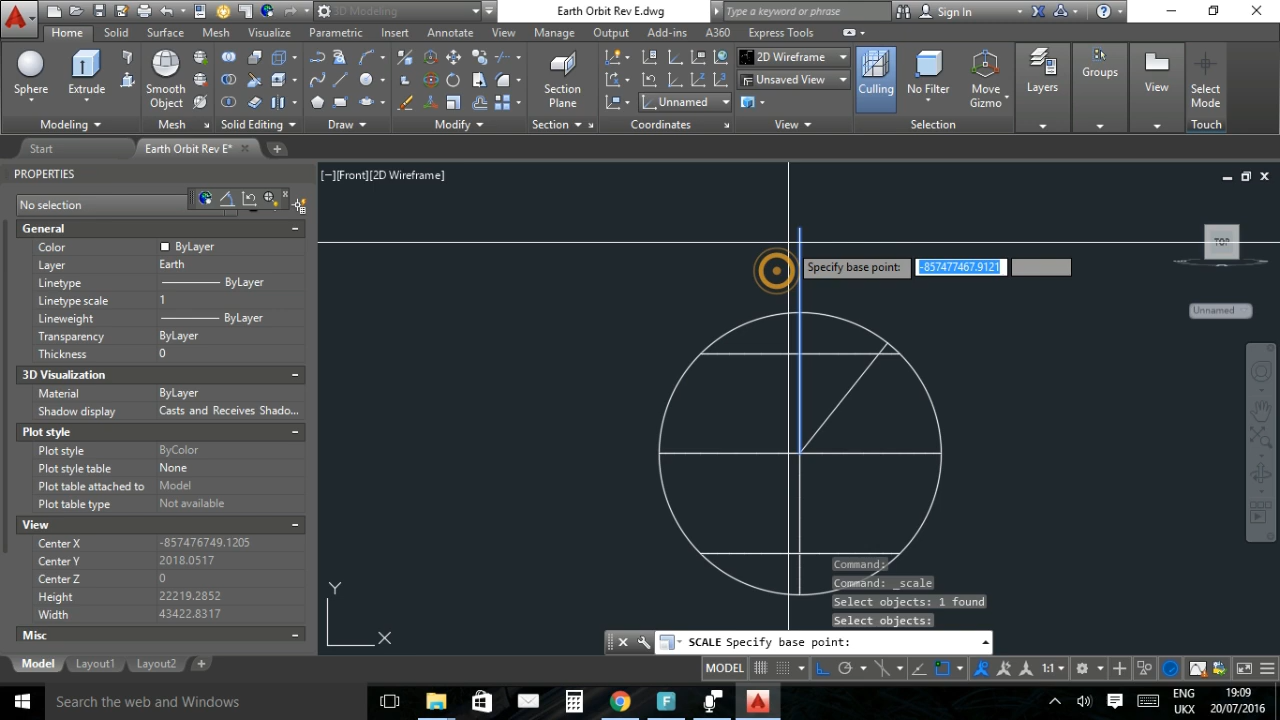 3D Modeling
Earth Orbit Rev E.dwg
Type a keyword or phrase
Sign In
Home Solid Surface Mesh Visualize Parametric Insert Annotate View Manage Output Add-ins A360 Express Tools
Sphere
Extrude
Smooth Object
Section Plane
2D Wireframe
Unsaved View
Unnamed
Culling
No Filter
Move Gizmo
Layers
Groups
View
Select Mode
Modeling Mesh Solid Editing Draw Modify Section Coordinates View Selection Touch
Start Earth Orbit Rev E*
PROPERTIES
No selection
General
Color ByLayer
Layer Earth
Linetype ByLayer
Linetype scale 1
Lineweight ByLayer
Transparency ByLayer
Thickness 0
3D Visualization
Material ByLayer
Shadow display Casts and Receives Shado...
Plot style
Plot style ByColor
Plot style table None
Plot table attached to Model
Plot table type Not available
View
Center X -857476749.1205
Center Y 2018.0517
Center Z 0
Height 22219.2852
Width 43422.8317
Misc
[−][Front][2D Wireframe]
TOP
Unnamed
Specify base point: -857477467.9121
Y
X
Command:
Command: _scale
Select objects: 1 found
Select objects:
SCALE Specify base point:
Model Layout1 Layout2 +
MODEL 1:1
Search the web and Windows
ENG
UKX
19:09
20/07/2016